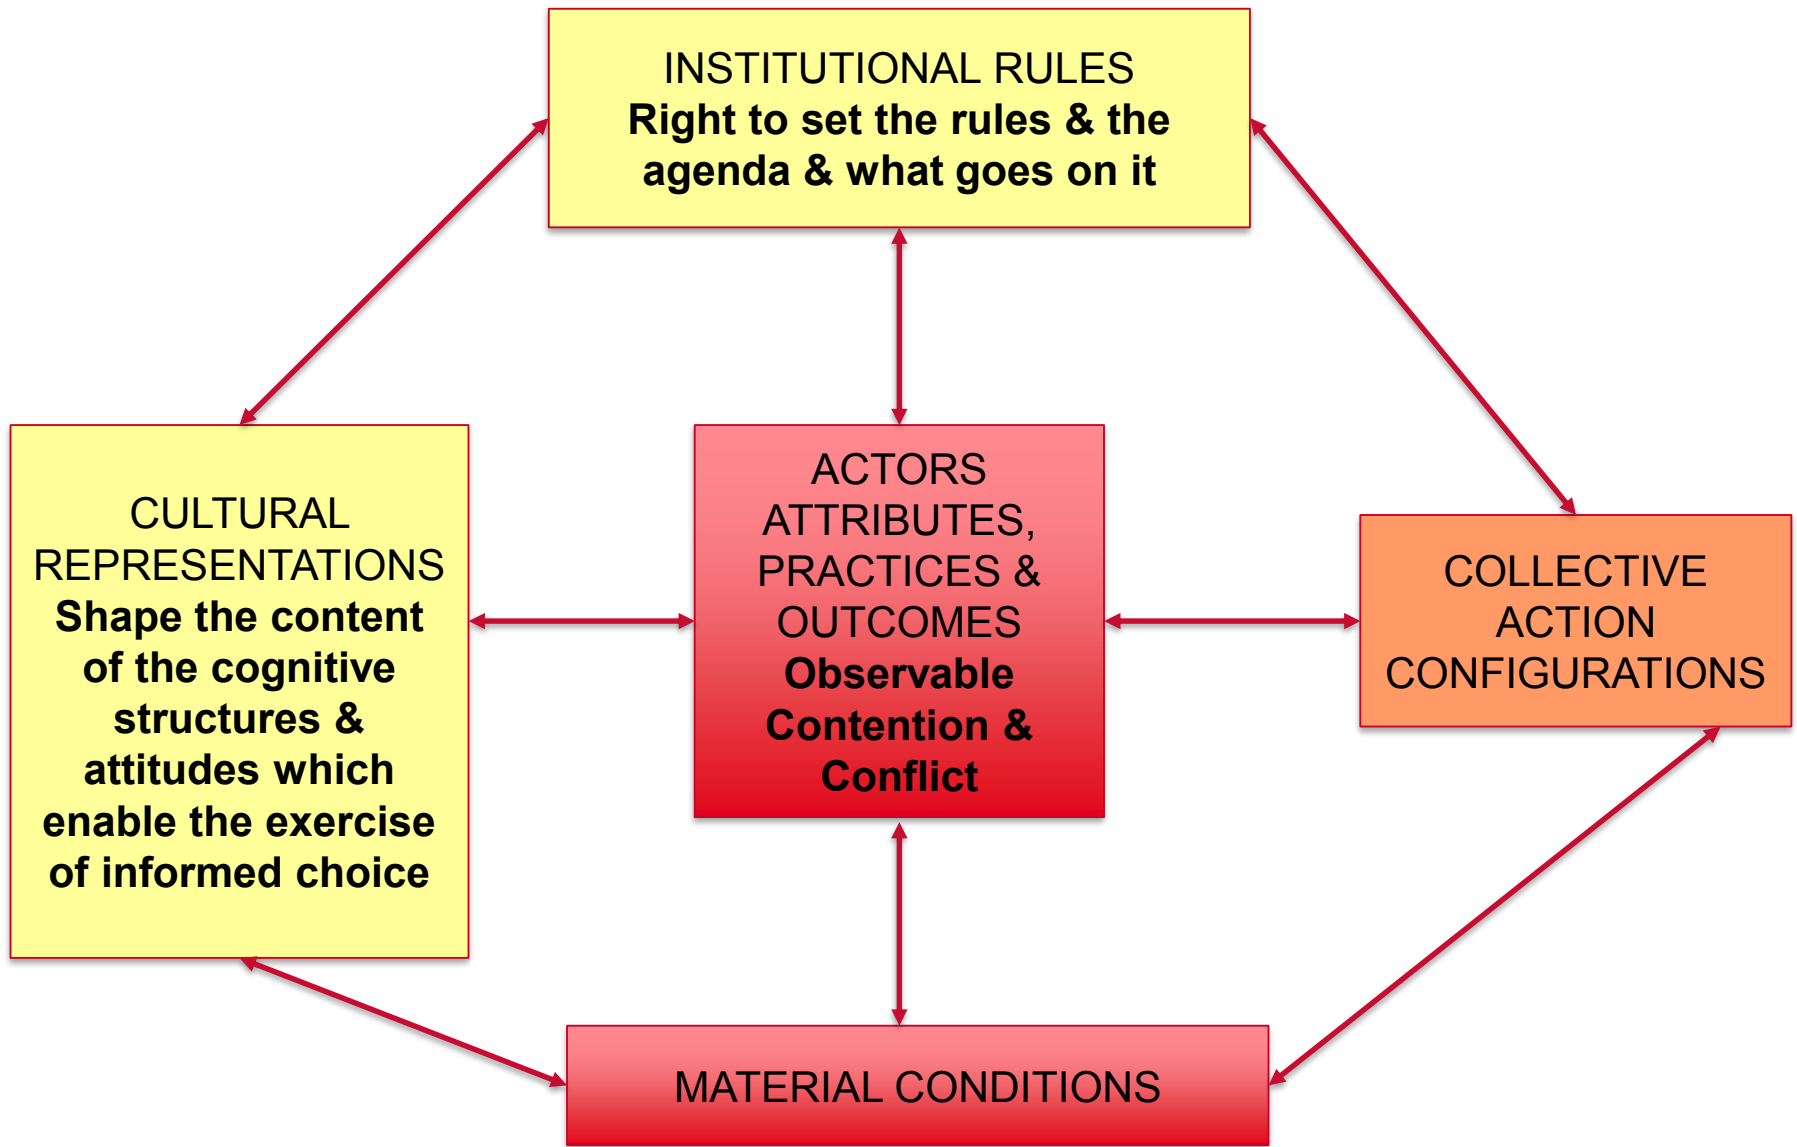 INSTITUTIONAL RULES
Right to set the rules & the
agenda & what goes on it
CULTURAL
REPRESENTATIONS
Shape the content
of the cognitive
structures &
attitudes which
enable the exercise
of informed choice
ACTORS
ATTRIBUTES,
PRACTICES &
OUTCOMES
Observable
Contention &
Conflict
COLLECTIVE
ACTION
CONFIGURATIONS
MATERIAL CONDITIONS